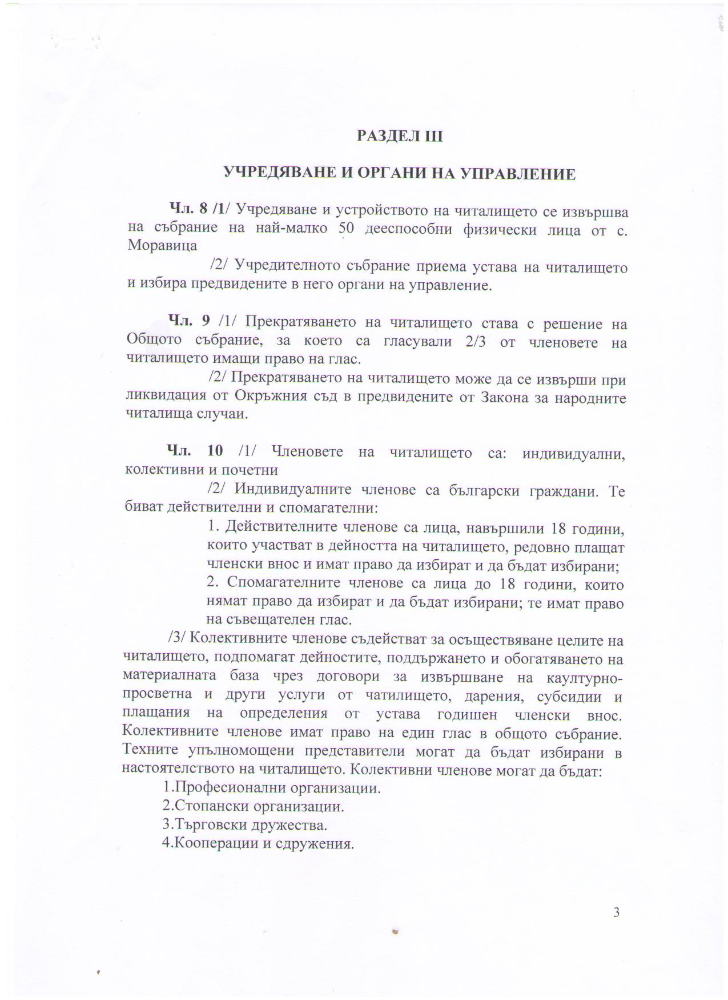 РАЗДЕЛ III
УЧРЕДЯВАНЕ И ОРГАНИ НА УПРАВЛЕНИЕ
Чл. 8 /1/ Учредяване и устройството на читалището се извършва
на събрание на най-малко 50 дееспособни физически лица от с.
Моравица
/2/ Учредителното събрание приема устава на читалището
и избира предвидените в него органи на управление.
Чл. 9 /1/ Прекратяването на читалището става с решение на
Общото събрание, за което са гласували 2/3 от членовете на
читалището имащи право на глас.
/2/ Прекратяването на читалището може да се извърши при
ликвидация от Окръжния съд в предвидените от Закона за народните
читалища случаи.
Чл. 10 /1/ Членовете на читалището са: индивидуални,
колективни и почетни
/2/ Индивидуалните членове са български граждани. Те
биват действителни и спомагателни:
1. Действителните членове са лица, навършили 18 години,
които участват в дейността на читалището, редовно плащат
членски внос и имат право да избират и да бъдат избирани;
2. Спомагателните членове са лица до 18 години, които
нямат право да избират и да бъдат избирани; те имат право
на съвещателен глас.
/3/ Колективните членове съдействат за осъществяване целите на
читалището, подпомагат дейностите, поддържането и обогатяването на
материалната база чрез договори за извършване на каултурно-
просветна и други услуги от чатилището, дарения, субсидии и
плащания на определения от устава годишен членски внос.
Колективните членове имат право на един глас в общото събрание.
Техните упълномощени представители могат да бъдат избирани в
настоятелството на читалището. Колективни членове могат да бъдат:
1.Професионални организации.
2.Стопански организации.
3.Търговски дружества.
4.Кооперации и сдружения.
3